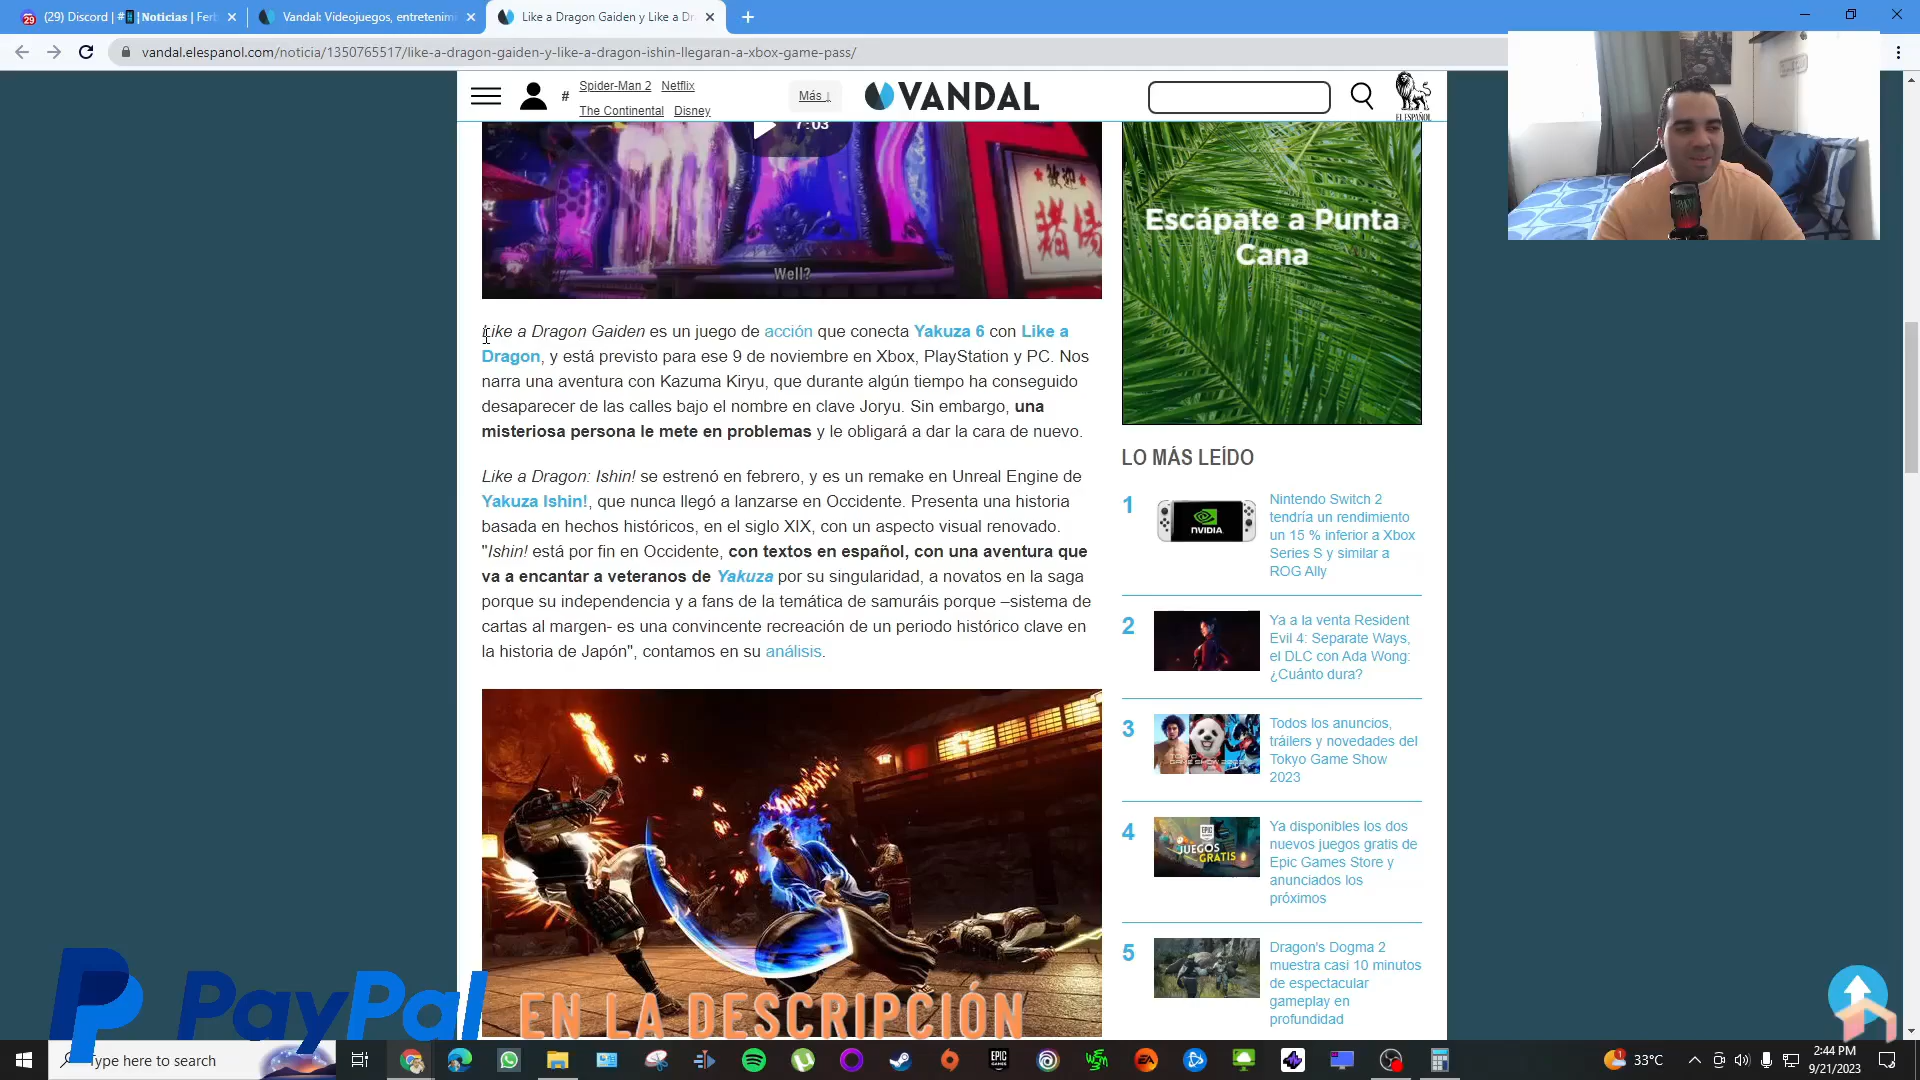 (29) Discord | #📱|Noticias | Fer
Vandal: Videojuegos, entretenimi
Like a Dragon Gaiden y Like a Dr
vandal.elespanol.com/noticia/1350765517/like-a-dragon-gaiden-y-like-a-dragon-ishin-llegaran-a-xbox-game-pass/
# Spider-Man 2 Netflix
The Continental Disney
Más ↓
VANDAL
EL ESPAÑOL
7:03
Well?
Like a Dragon Gaiden es un juego de acción que conecta Yakuza 6 con Like a
Dragon, y está previsto para ese 9 de noviembre en Xbox, PlayStation y PC. Nos
narra una aventura con Kazuma Kiryu, que durante algún tiempo ha conseguido
desaparecer de las calles bajo el nombre en clave Joryu. Sin embargo, una
misteriosa persona le mete en problemas y le obligará a dar la cara de nuevo.
Like a Dragon: Ishin! se estrenó en febrero, y es un remake en Unreal Engine de
Yakuza Ishin!, que nunca llegó a lanzarse en Occidente. Presenta una historia
basada en hechos históricos, en el siglo XIX, con un aspecto visual renovado.
"Ishin! está por fin en Occidente, con textos en español, con una aventura que
va a encantar a veteranos de Yakuza por su singularidad, a novatos en la saga
porque su independencia y a fans de la temática de samuráis porque –sistema de
cartas al margen- es una convincente recreación de un periodo histórico clave en
la historia de Japón", contamos en su análisis.
Escápate a Punta
Cana
LO MÁS LEÍDO
1
NVIDIA
Nintendo Switch 2
tendría un rendimiento
un 15 % inferior a Xbox
Series S y similar a
ROG Ally
2
Ya a la venta Resident
Evil 4: Separate Ways,
el DLC con Ada Wong:
¿Cuánto dura?
3
Todos los anuncios,
tráilers y novedades del
Tokyo Game Show
2023
4
EPIC
GAMES
JUEGOS
GRATIS
Ya disponibles los dos
nuevos juegos gratis de
Epic Games Store y
anunciados los
próximos
5
Dragon's Dogma 2
muestra casi 10 minutos
de espectacular
gameplay en
profundidad
PayPal
EN LA DESCRIPCIÓN
Type here to search
EPIC
GAMES
EA
33°C
2:44 PM
9/21/2023